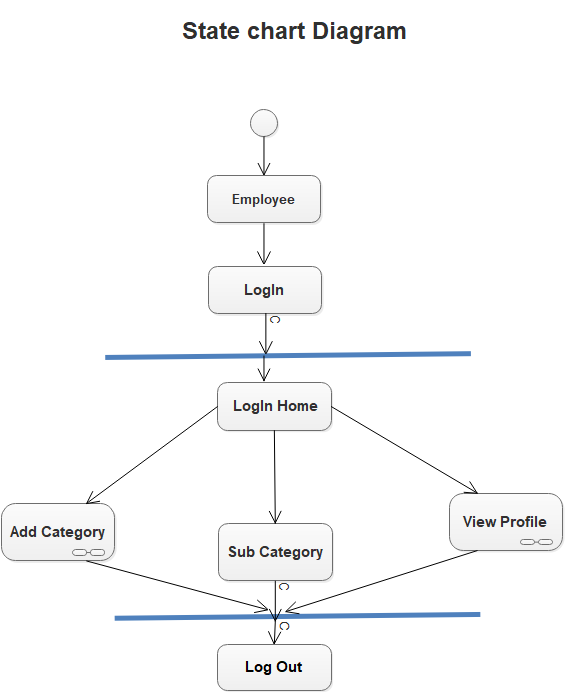 State chart Diagram
Employee
LogIn
C
LogIn Home
Add Category
Sub Category
View Profile
C
C
Log Out